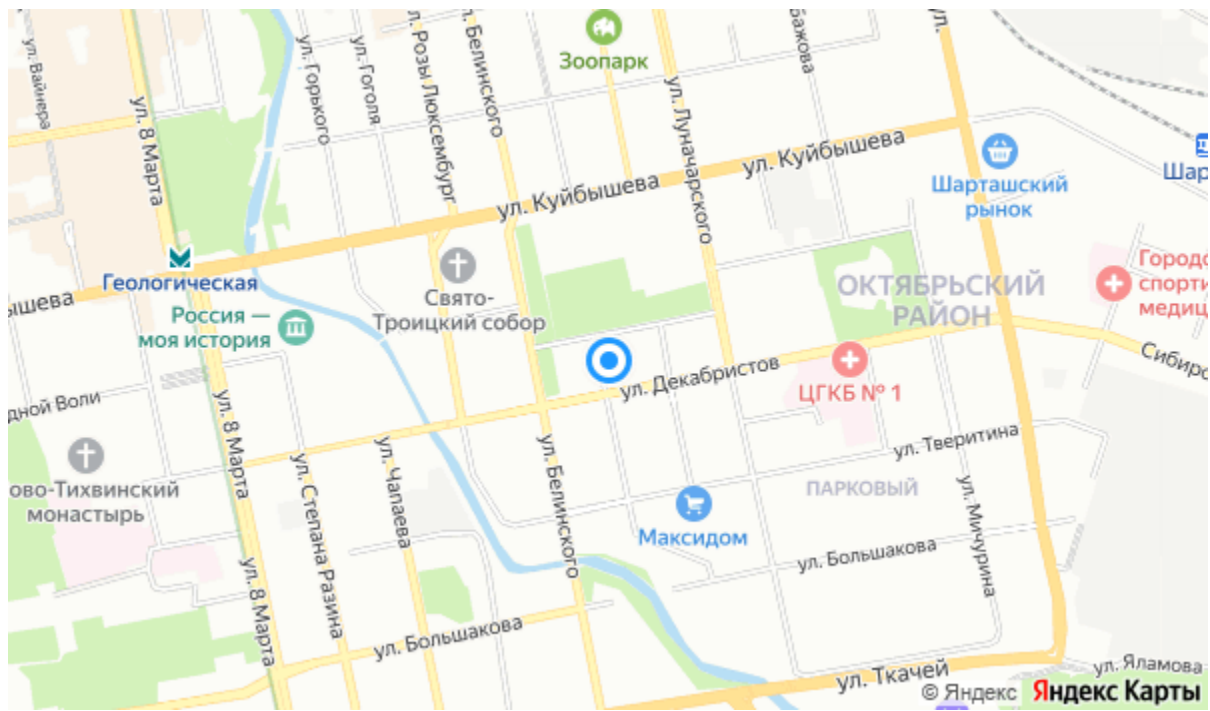 ул. Вайнера
ул. 8 Марта
ул. Горького
ул. Гоголя
ул. Розы Люксембург
ул. Белинского
Зоопарк
ул. Луначарского
Бажова
ул.
ул. Куйбышева
ул. Куйбышева
Шарташский
рынок
Шар
Геологическая
ышева
Россия —
моя история
Свято-
Троицкий собор
ОКТЯБРЬСКИЙ
РАЙОН
Городс
спорти
медиц
Сибирс
ул. Декабристов
ЦГКБ № 1
дной Воли
ул. 8 Марта
ово-Тихвинский
монастырь
ул. Степана Разина
ул. Чапаева
ул. Белинского
ул. Тверитина
ПАРКОВЫЙ
Максидом
ул. Большакова
ул. Мичурина
ул. 8 Марта
ул. Большакова
ул. Ткачей
ул. Яламова
© Яндекс Яндекс Карты